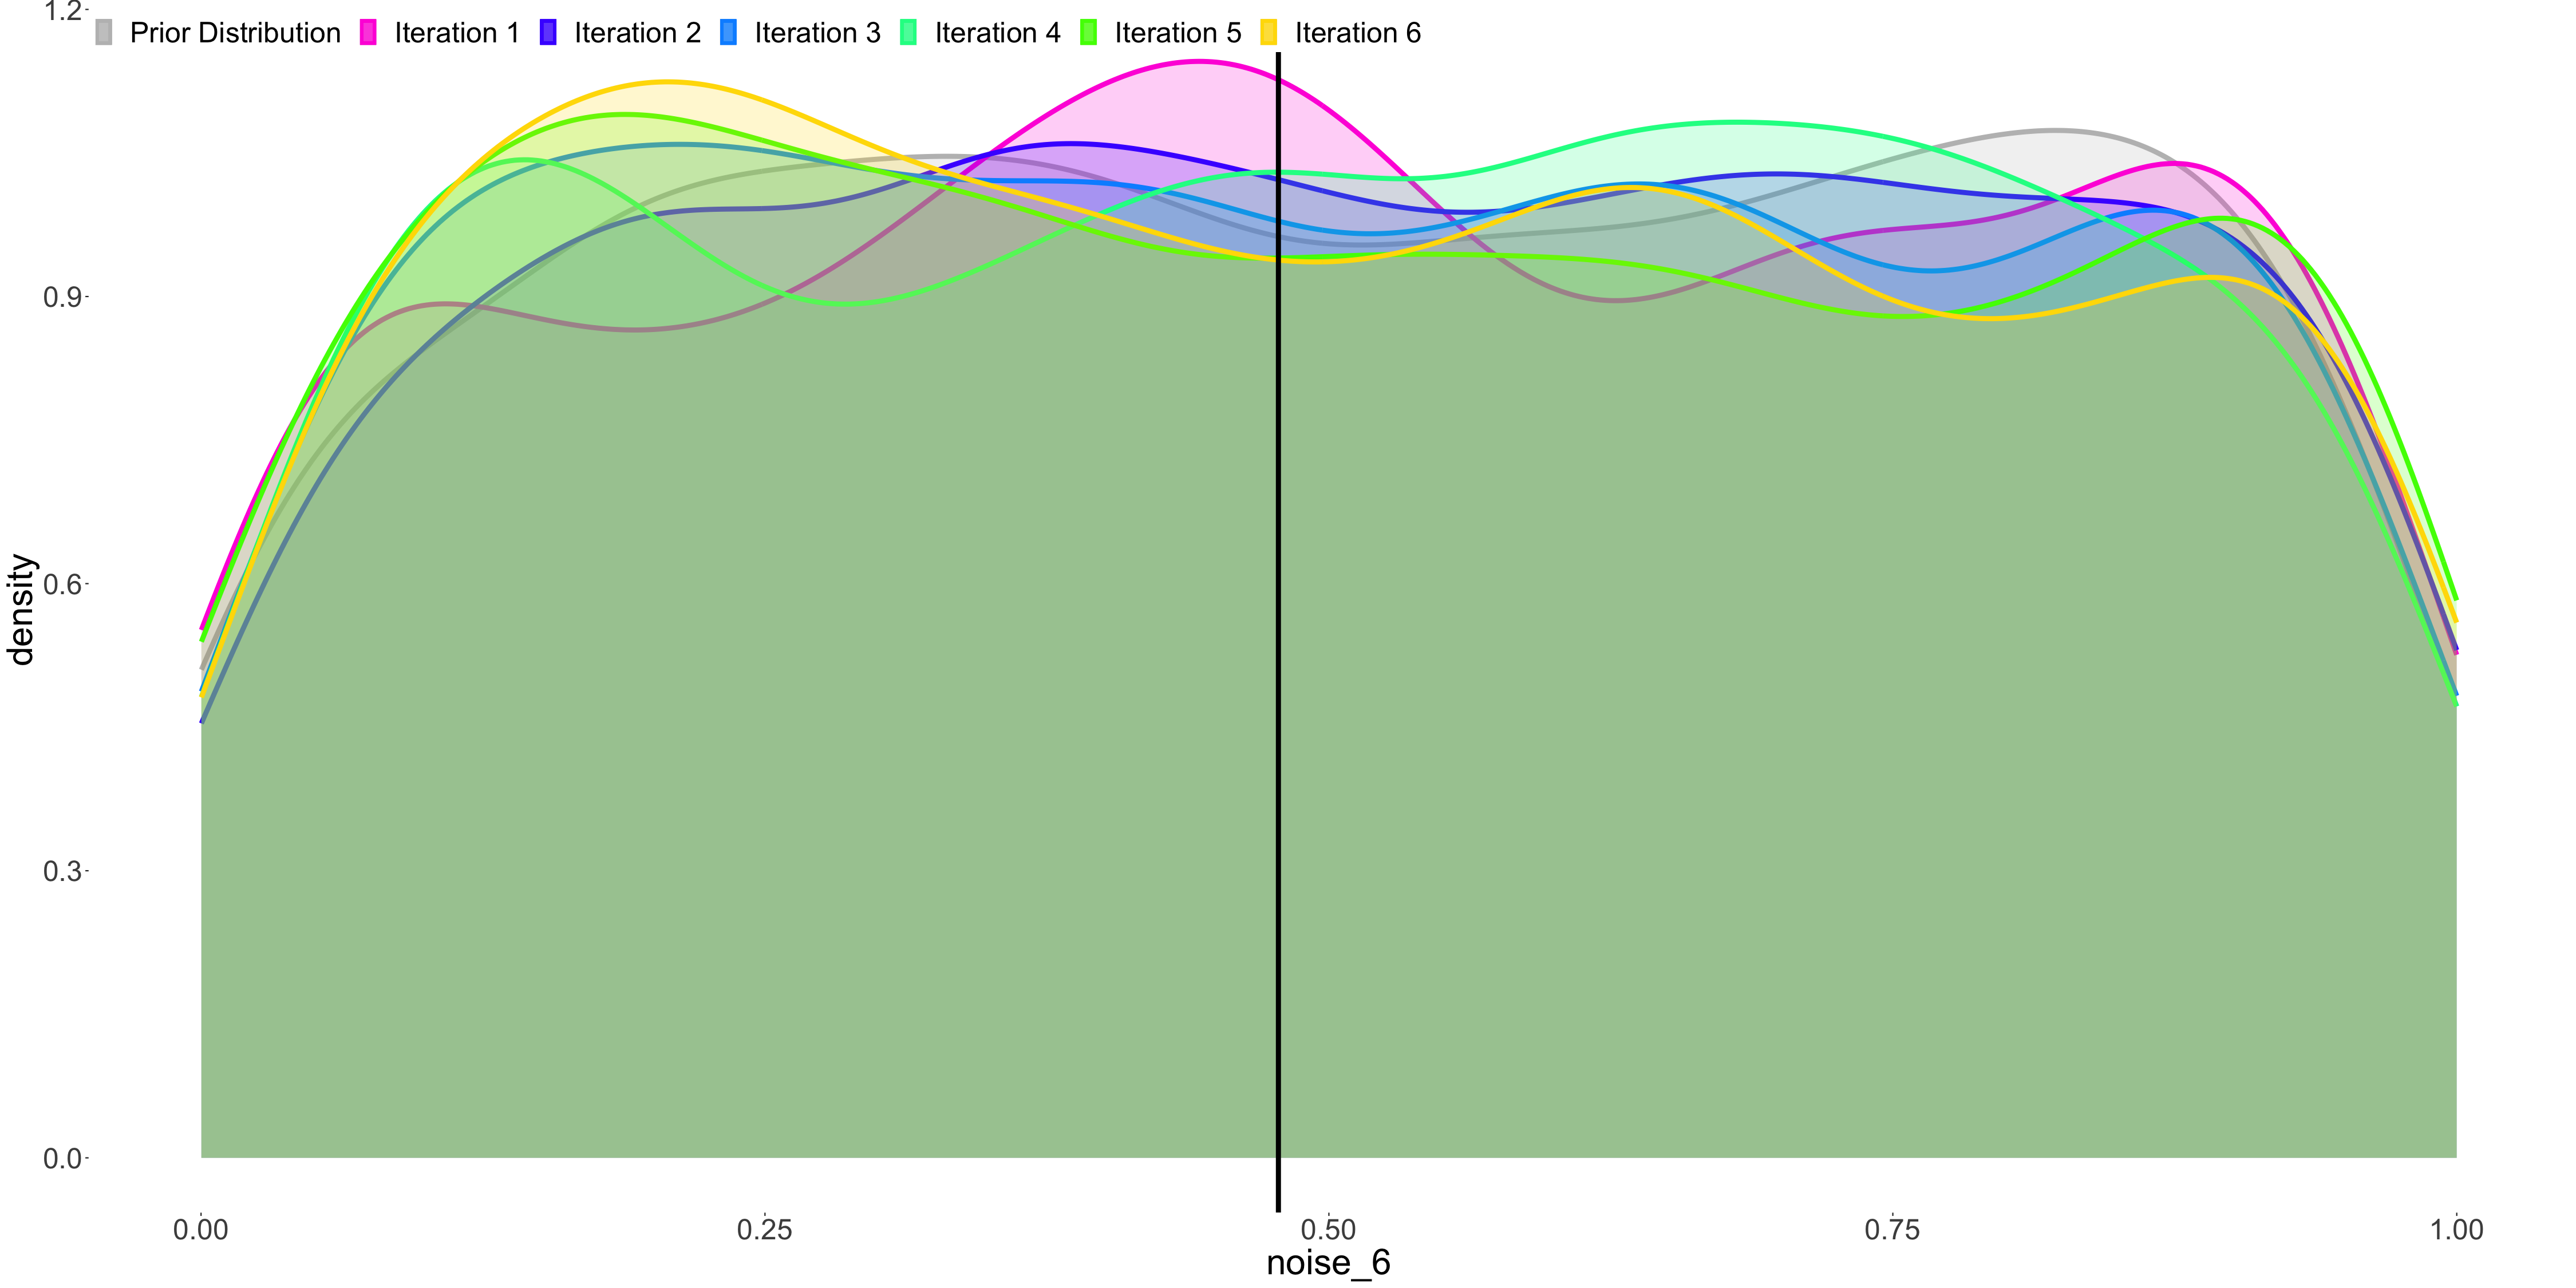 1.2
Prior Distribution Iteration 1 Iteration 2 Iteration 3 Iteration 4 Iteration 5 Iteration 6
0.9
0.6
density
0.3
0.0
0.00 0.25 0.50 0.75 1.00
noise_6